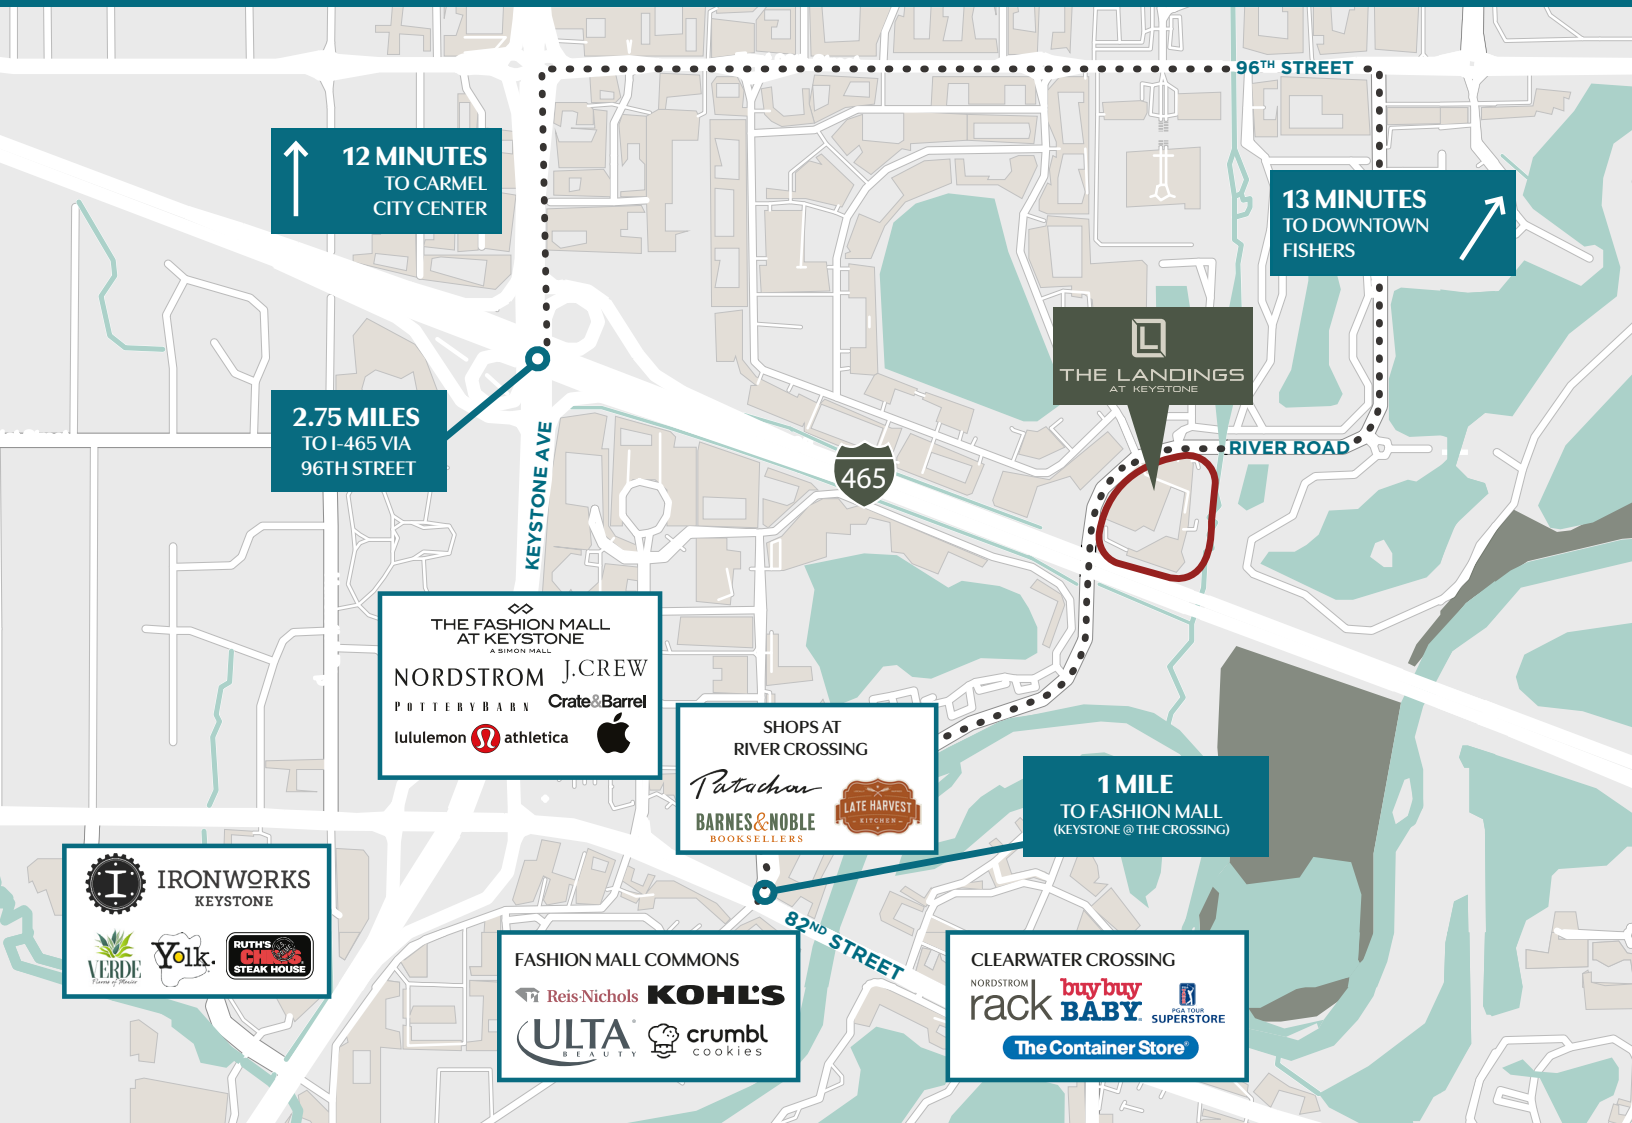 96TH STREET
12 MINUTES
TO CARMEL
CITY CENTER
13 MINUTES
TO DOWNTOWN
FISHERS
THE LANDINGS
AT KEYSTONE
2.75 MILES
TO I-465 VIA
96TH STREET
KEYSTONE AVE
465
RIVER ROAD
THE FASHION MALL
AT KEYSTONE
A SIMON MALL
NORDSTROM
J.CREW
POTTERY BARN
Crate&Barrel
lululemon athletica
SHOPS AT
RIVER CROSSING
Patachou
LATE HARVEST
KITCHEN
BARNES&NOBLE
BOOKSELLERS
1 MILE
TO FASHION MALL
(KEYSTONE @ THE CROSSING)
IRONWORKS
KEYSTONE
VERDE
Flavors of Mexico
Yolk.
RUTH'S
CHRIS
STEAK HOUSE
82ND STREET
FASHION MALL COMMONS
Reis-Nichols
KOHL'S
ULTA
BEAUTY
crumbl
cookies
CLEARWATER CROSSING
NORDSTROM
rack
buybuy
BABY
PGA TOUR
SUPERSTORE
The Container Store®